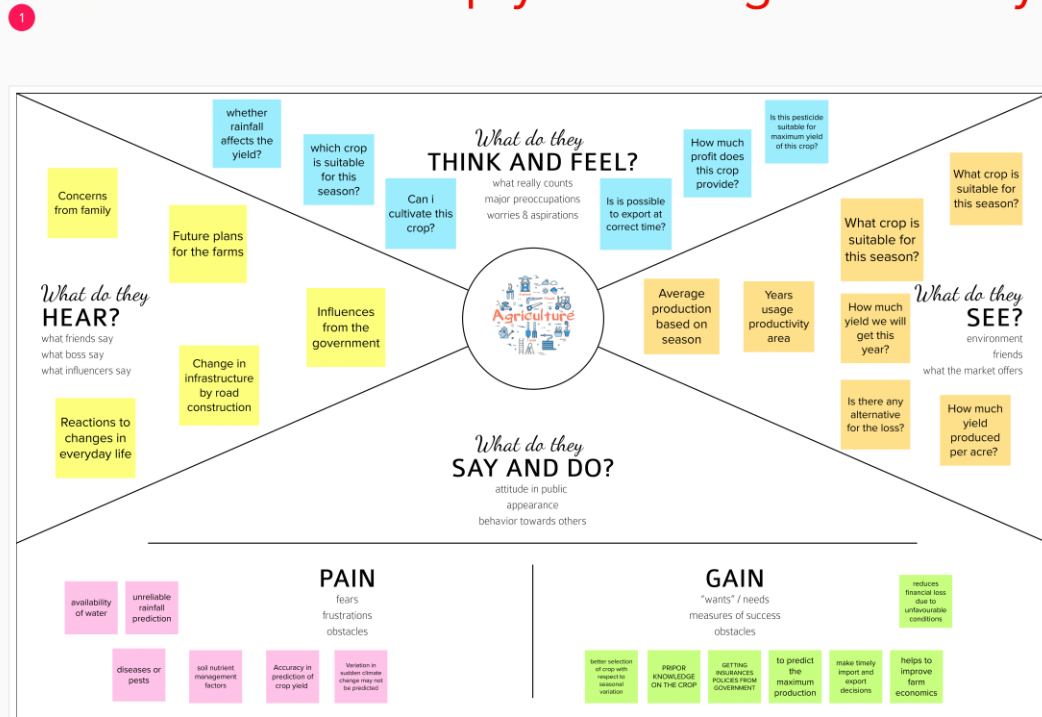 1
whether
rainfall
affects the
yield?
which crop
is suitable
for this
season?
Can i
cultivate this
crop?
What do they
THINK AND FEEL?
what really counts
major preoccupations
worries & aspirations
Is is possible
to export at
correct time?
How much
profit does
this crop
provide?
Is this pesticide
suitable for
maximum yield
of this crop?
Concerns
from family
Future plans
for the farms
What do they
HEAR?
what friends say
what boss say
what influencers say
Influences
from the
government
Change in
infrastructure
by road
construction
Reactions to
changes in
everyday life
Agriculture
What crop is
suitable for
this season?
What crop is
suitable for
this season?
Average
production
based on
season
Years
usage
productivity
area
How much
yield we will
get this
year?
What do they
SEE?
environment
friends
what the market offers
Is there any
alternative
for the loss?
How much
yield
produced
per acre?
What do they
SAY AND DO?
attitude in public
appearance
behavior towards others
PAIN
fears
frustrations
obstacles
availability
of water
unreliable
rainfall
prediction
diseases or
pests
soil nutrient
management
factors
Accuracy in
prediction of
crop yield
Variation in
sudden climate
change may not
be predicted
GAIN
"wants" / needs
measures of success
obstacles
reduces
financial loss
due to
unfavourable
conditions
better selection
of crop with
respect to
seasonal
variation
PRIPOR
KNOWLEDGE
ON THE CROP
GETTING
INSURANCES
POLICIES FROM
GOVERNMENT
to predict
the
maximum
production
make timely
import and
export
decisions
helps to
improve
farm
economics